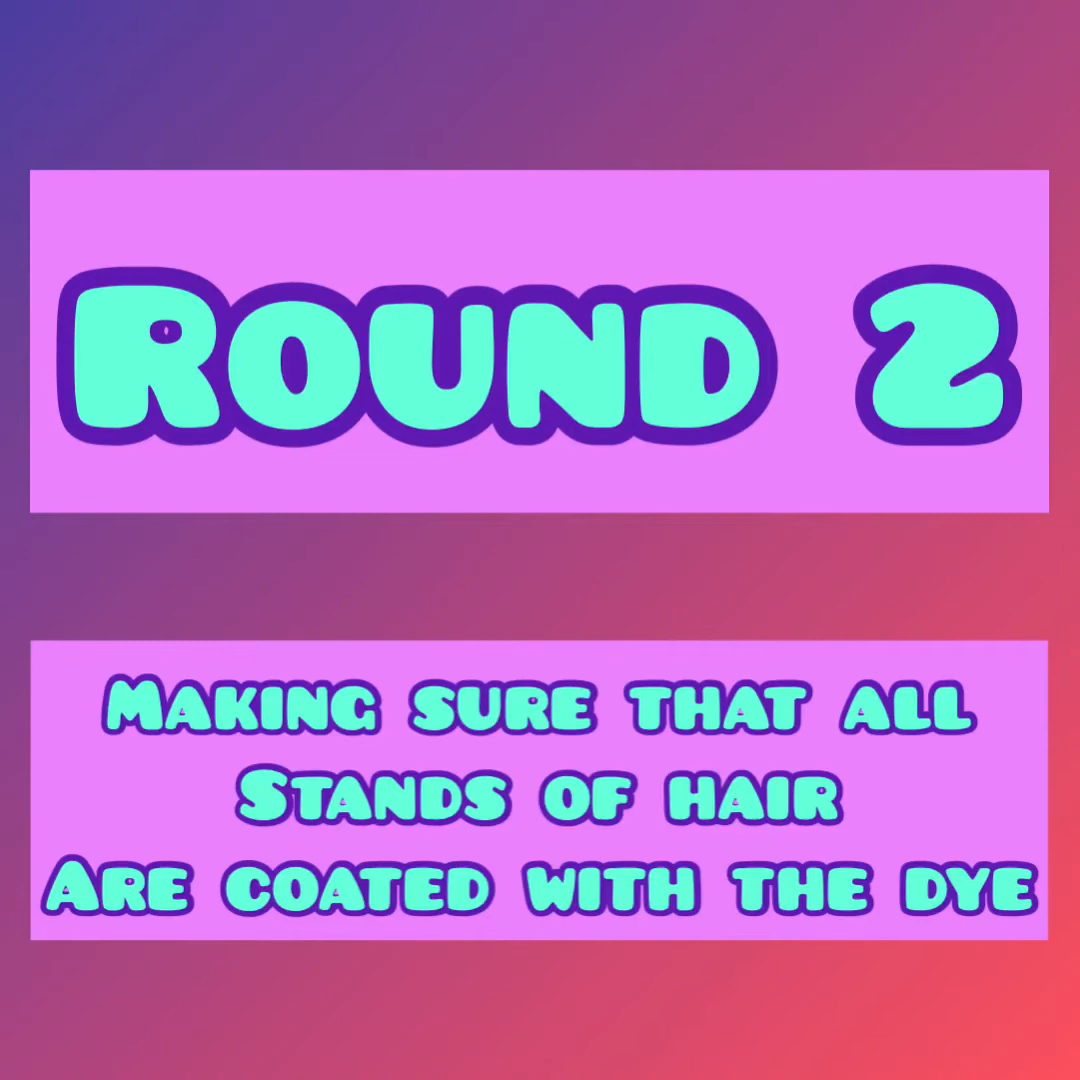 Round 2
Making sure that all
Stands of hair
Are coated with the dye